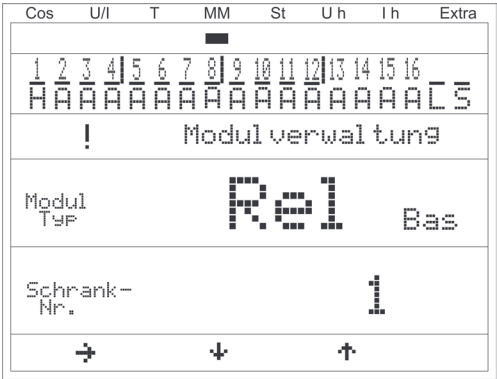 Cos U/I T MM St U h I h Extra
1 2 3 4 5 6 7 8 9 10 11 12 13 14 15 16
H A A A A A A A A A A A A A A A L S
! Modulverwaltung
Modul Typ Rel Bas
Schrank-Nr. 1
→ ↓ ↑